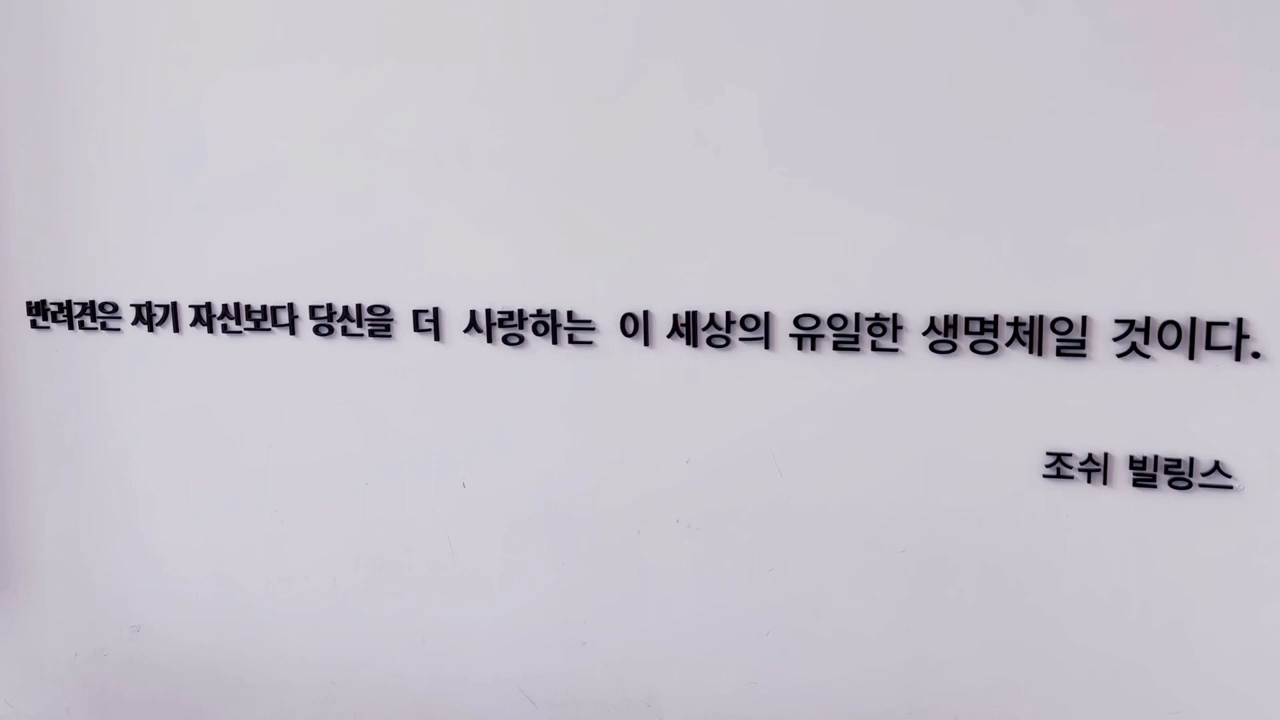 반려견은 자기 자신보다 당신을 더 사랑하는 이 세상의 유일한 생명체일 것이다.
조쉬 빌링스